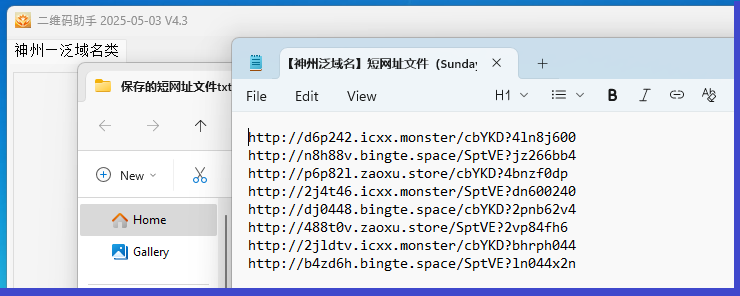 二维码助手 2025-05-03 V4.3
神州一泛域名类
保存的短网址文件txt
New
Home
Gallery
【神州泛域名】短网址文件（Sunday
File Edit View H1
http://d6p242.icxx.monster/cbYKD?4ln8j600
http://n8h88v.bingte.space/SptVE?jz266bb4
http://p6p82l.zaoxu.store/cbYKD?4bnzf0dp
http://2j4t46.icxx.monster/SptVE?dn600240
http://dj0448.bingte.space/cbYKD?2pnb62v4
http://488t0v.zaoxu.store/SptVE?2vp84fh6
http://2jldtv.icxx.monster/cbYKD?bhrph044
http://b4zd6h.bingte.space/SptVE?ln044x2n